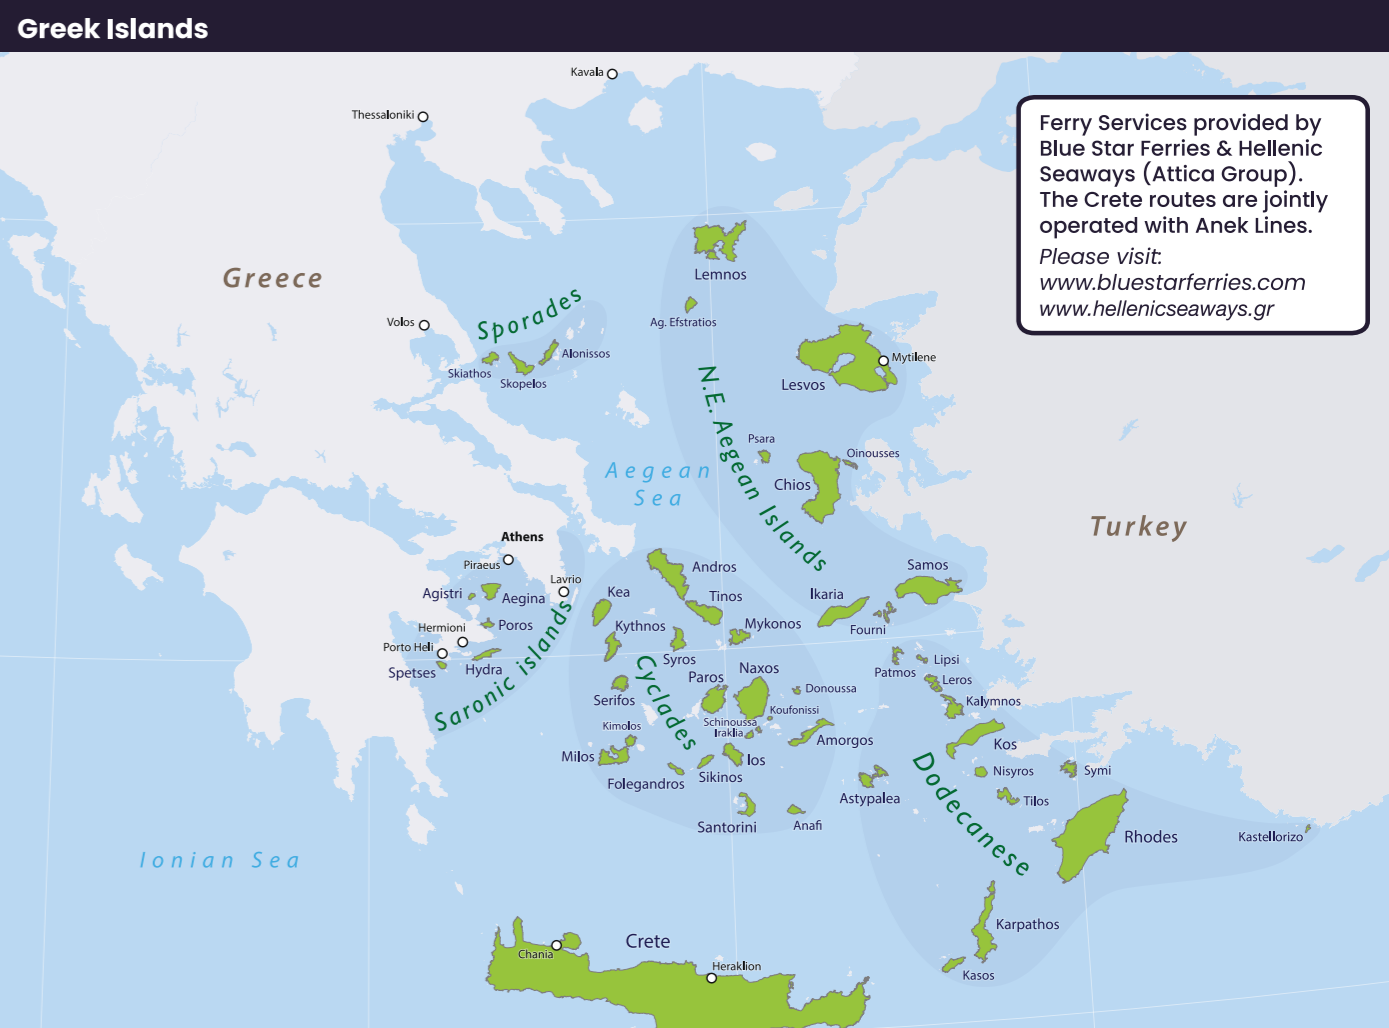 Greek Islands
Kavala
Thessaloniki
Ferry Services provided by
Blue Star Ferries & Hellenic
Seaways (Attica Group).
The Crete routes are jointly
operated with Anek Lines.
Please visit:
www.bluestarferries.com
www.hellenicseaways.gr
Greece
Lemnos
Sporades
Volos
Ag. Efstratios
Alonissos
Skiathos
Skopelos
Mytilene
Lesvos
N.E. Aegean Islands
Psara
Oinousses
Aegean
Sea
Chios
Turkey
Athens
Piraeus
Lavrio
Andros
Samos
Agistri
Aegina
Kea
Tinos
Ikaria
Hermioni
Poros
Kythnos
Mykonos
Fourni
Porto Heli
Spetses
Hydra
Saronic islands
Syros
Cyclades
Paros
Naxos
Patmos
Lipsi
Leros
Donoussa
Serifos
Kalymnos
Koufonissi
Kimolos
Schinoussa
Iraklia
Amorgos
Kos
Milos
Ios
Folegandros
Sikinos
Nisyros
Symi
Dodecanese
Astypalea
Tilos
Santorini
Anafi
Rhodes
Kastellorizo
Ionian Sea
Karpathos
Crete
Chania
Heraklion
Kasos